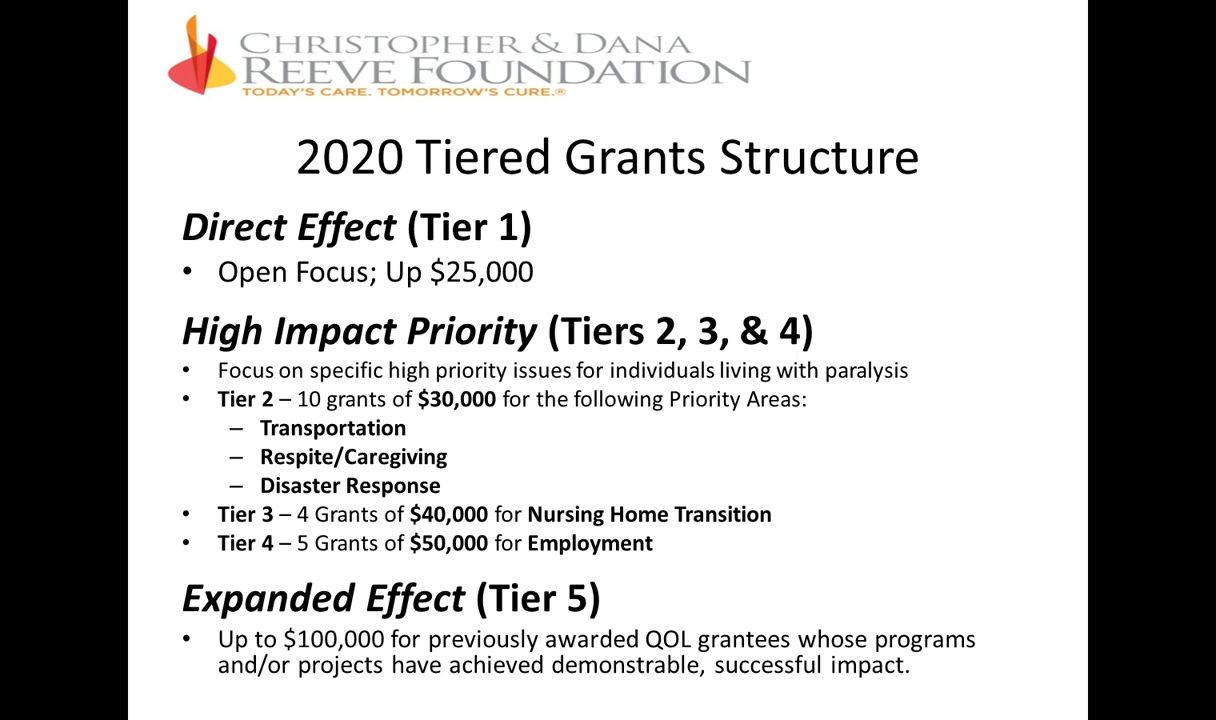 CHRISTOPHER & DANA
REEVE FOUNDATION
TODAY'S CARE. TOMORROW'S CURE.®
2020 Tiered Grants Structure
Direct Effect (Tier 1)
• Open Focus; Up $25,000
High Impact Priority (Tiers 2, 3, & 4)
• Focus on specific high priority issues for individuals living with paralysis
• Tier 2 – 10 grants of $30,000 for the following Priority Areas:
– Transportation
– Respite/Caregiving
– Disaster Response
• Tier 3 – 4 Grants of $40,000 for Nursing Home Transition
• Tier 4 – 5 Grants of $50,000 for Employment
Expanded Effect (Tier 5)
• Up to $100,000 for previously awarded QOL grantees whose programs
and/or projects have achieved demonstrable, successful impact.